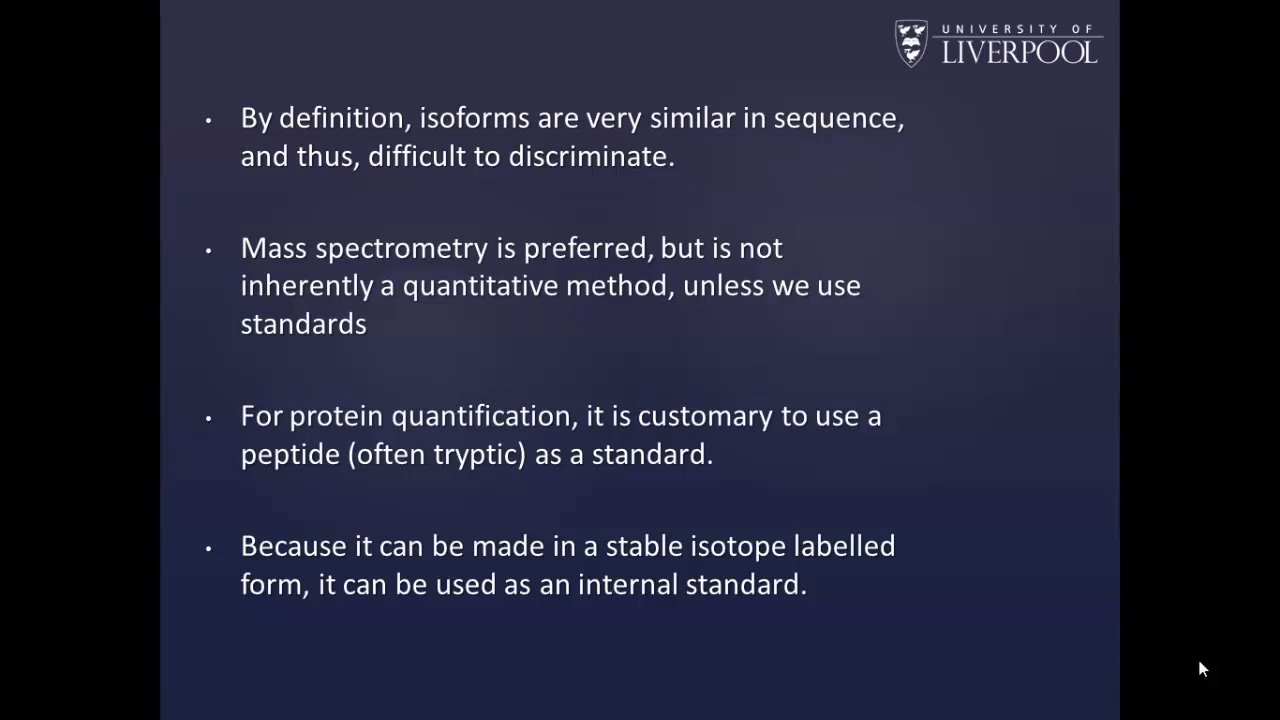 UNIVERSITY OF
LIVERPOOL
• By definition, isoforms are very similar in sequence,
and thus, difficult to discriminate.
• Mass spectrometry is preferred, but is not
inherently a quantitative method, unless we use
standards
• For protein quantification, it is customary to use a
peptide (often tryptic) as a standard.
• Because it can be made in a stable isotope labelled
form, it can be used as an internal standard.